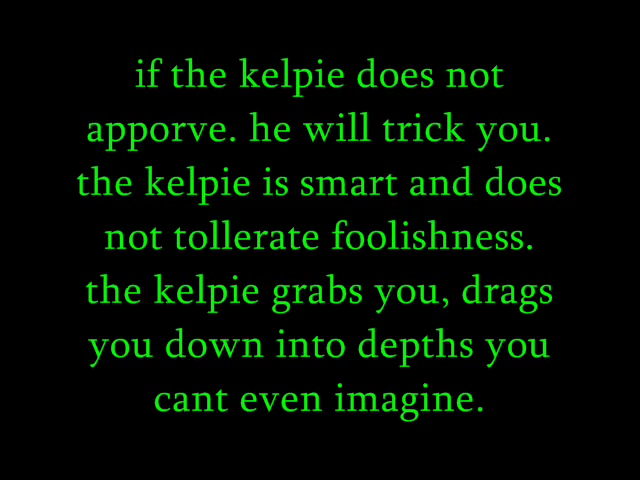 if the kelpie does not
apporve. he will trick you.
the kelpie is smart and does
not tollerate foolishness.
the kelpie grabs you, drags
you down into depths you
cant even imagine.